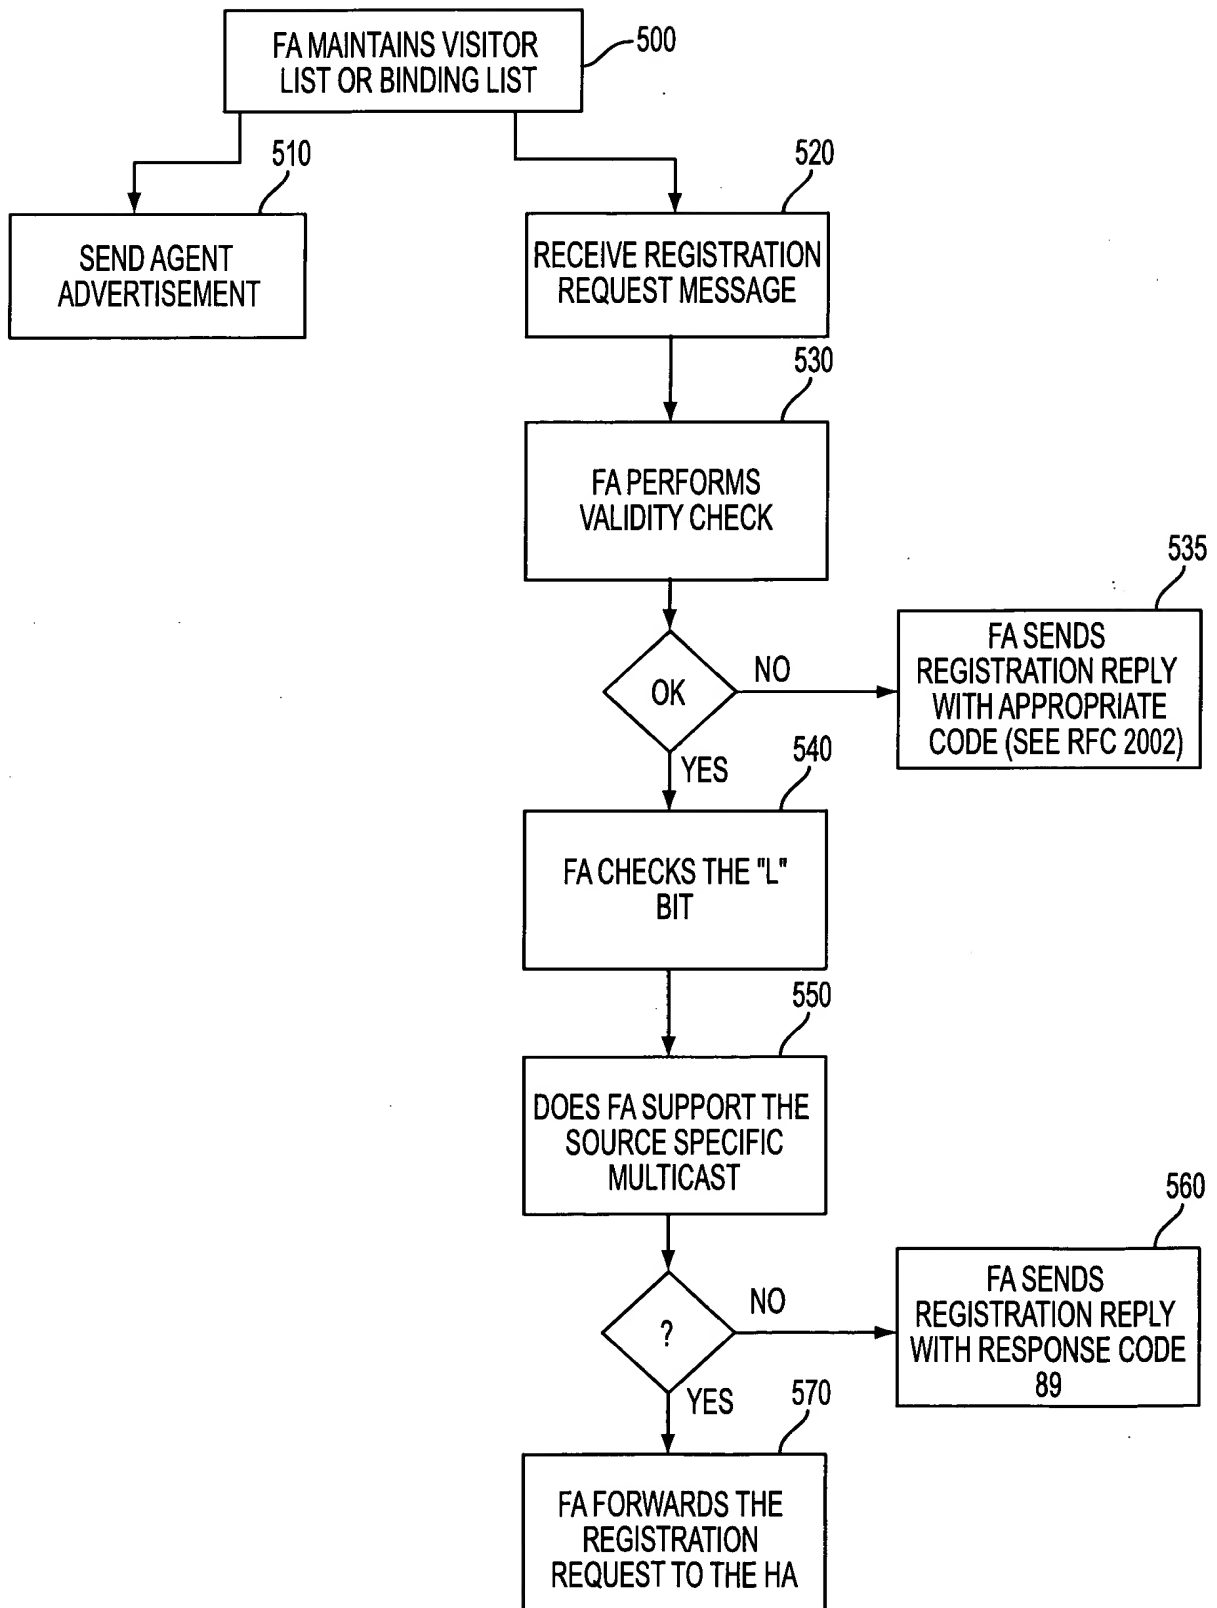 FA MAINTAINS VISITOR
LIST OR BINDING LIST
500
510
SEND AGENT
ADVERTISEMENT
520
RECEIVE REGISTRATION
REQUEST MESSAGE
530
FA PERFORMS
VALIDITY CHECK
OK
NO
YES
535
FA SENDS
REGISTRATION REPLY
WITH APPROPRIATE
CODE (SEE RFC 2002)
540
FA CHECKS THE "L"
BIT
550
DOES FA SUPPORT THE
SOURCE SPECIFIC
MULTICAST
?
NO
YES
560
FA SENDS
REGISTRATION REPLY
WITH RESPONSE CODE
89
570
FA FORWARDS THE
REGISTRATION
REQUEST TO THE HA